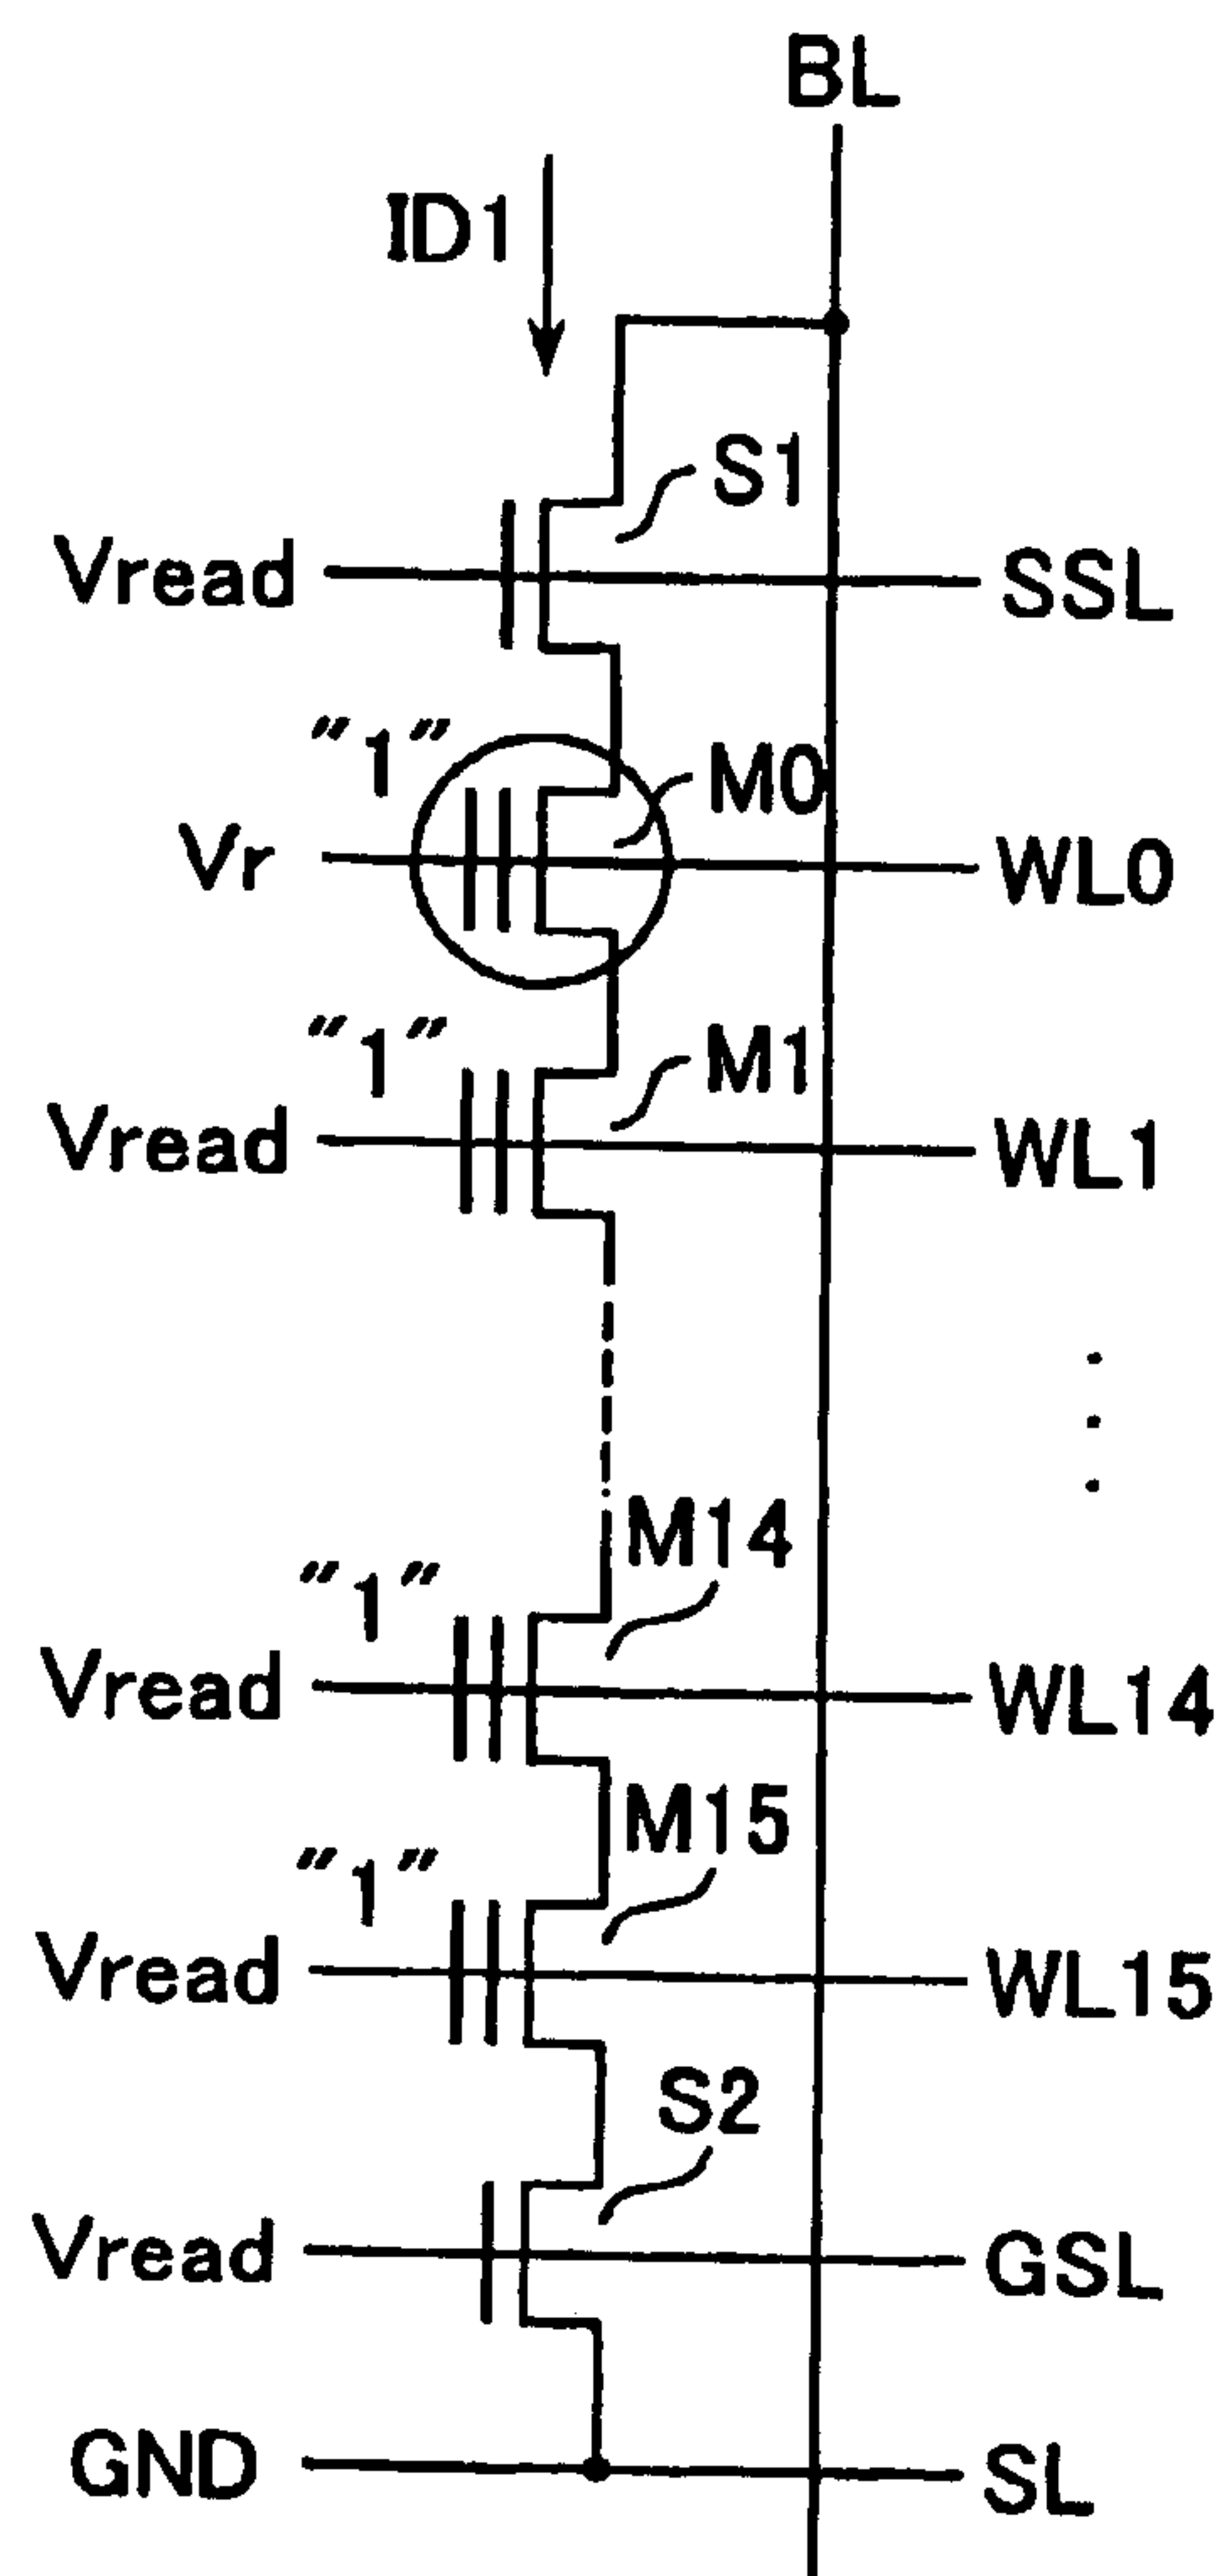 BL
ID1
S1
Vread SSL
"1" M0
Vr WL0
"1" M1
Vread WL1
M14
"1"
Vread WL14
M15
"1"
Vread WL15
S2
Vread GSL
GND SL